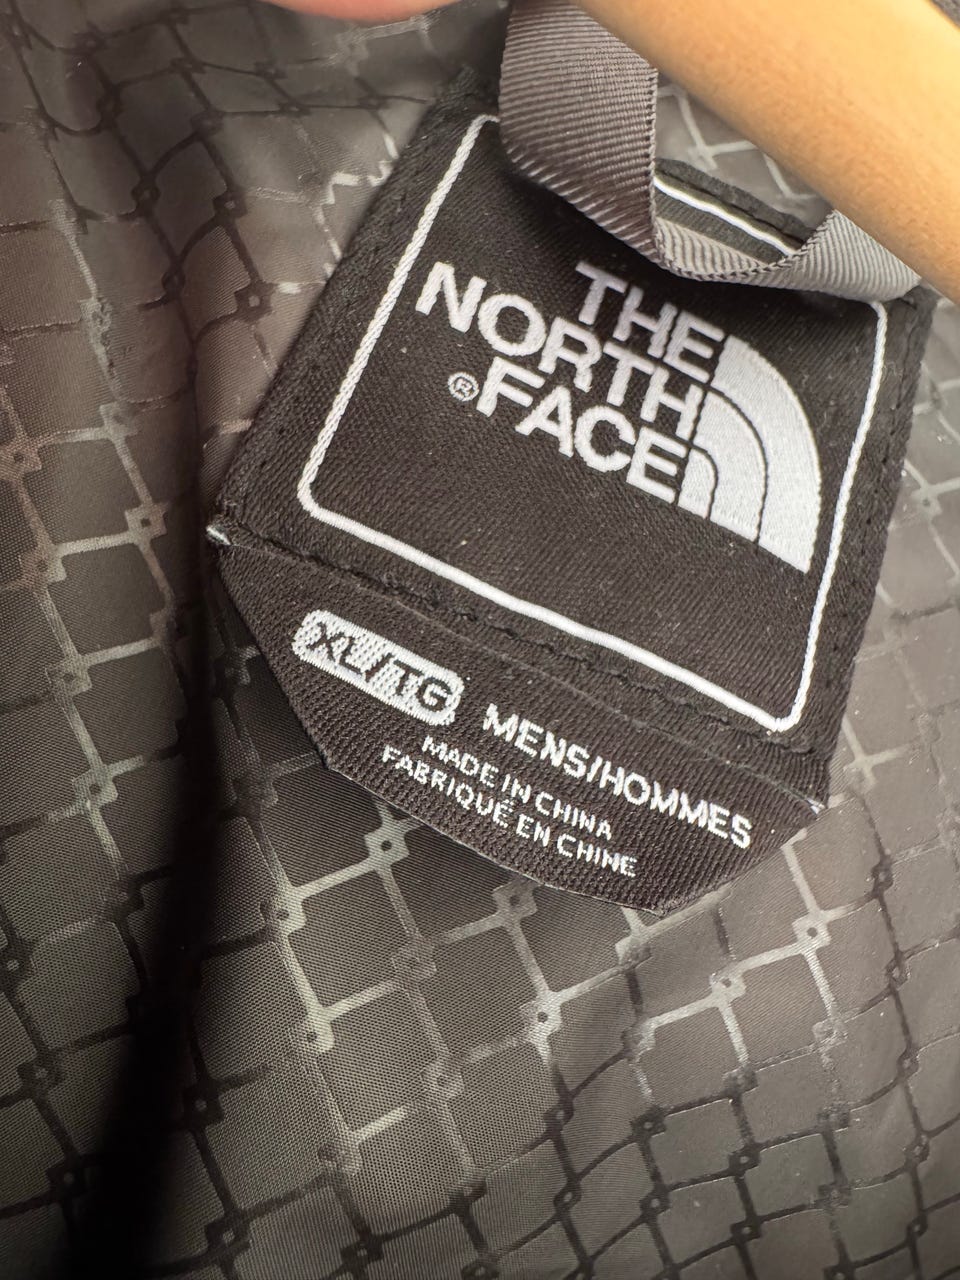 THE
NORTH
®FACE
XL/TG MENS/HOMMES
MADE IN CHINA
FABRIQUÉ EN CHINE